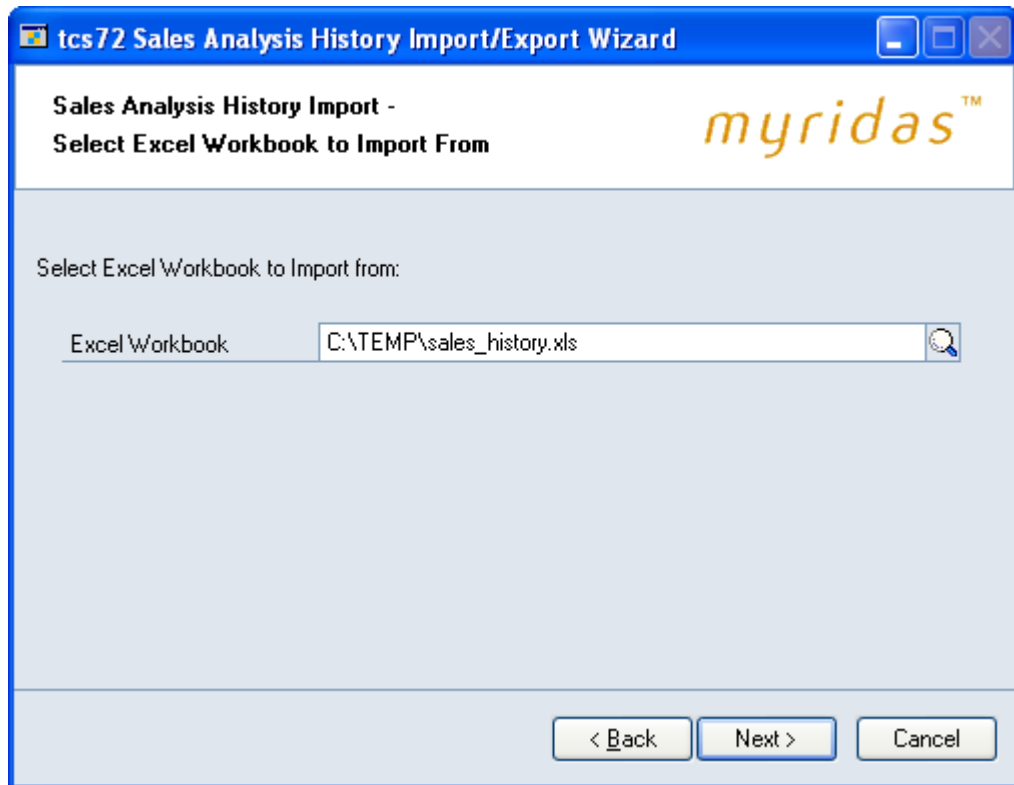 tcs72 Sales Analysis History Import/Export Wizard
Sales Analysis History Import -
Select Excel Workbook to Import From
myridas™
Select Excel Workbook to Import from:
Excel Workbook C:\TEMP\sales_history.xls
< Back Next > Cancel